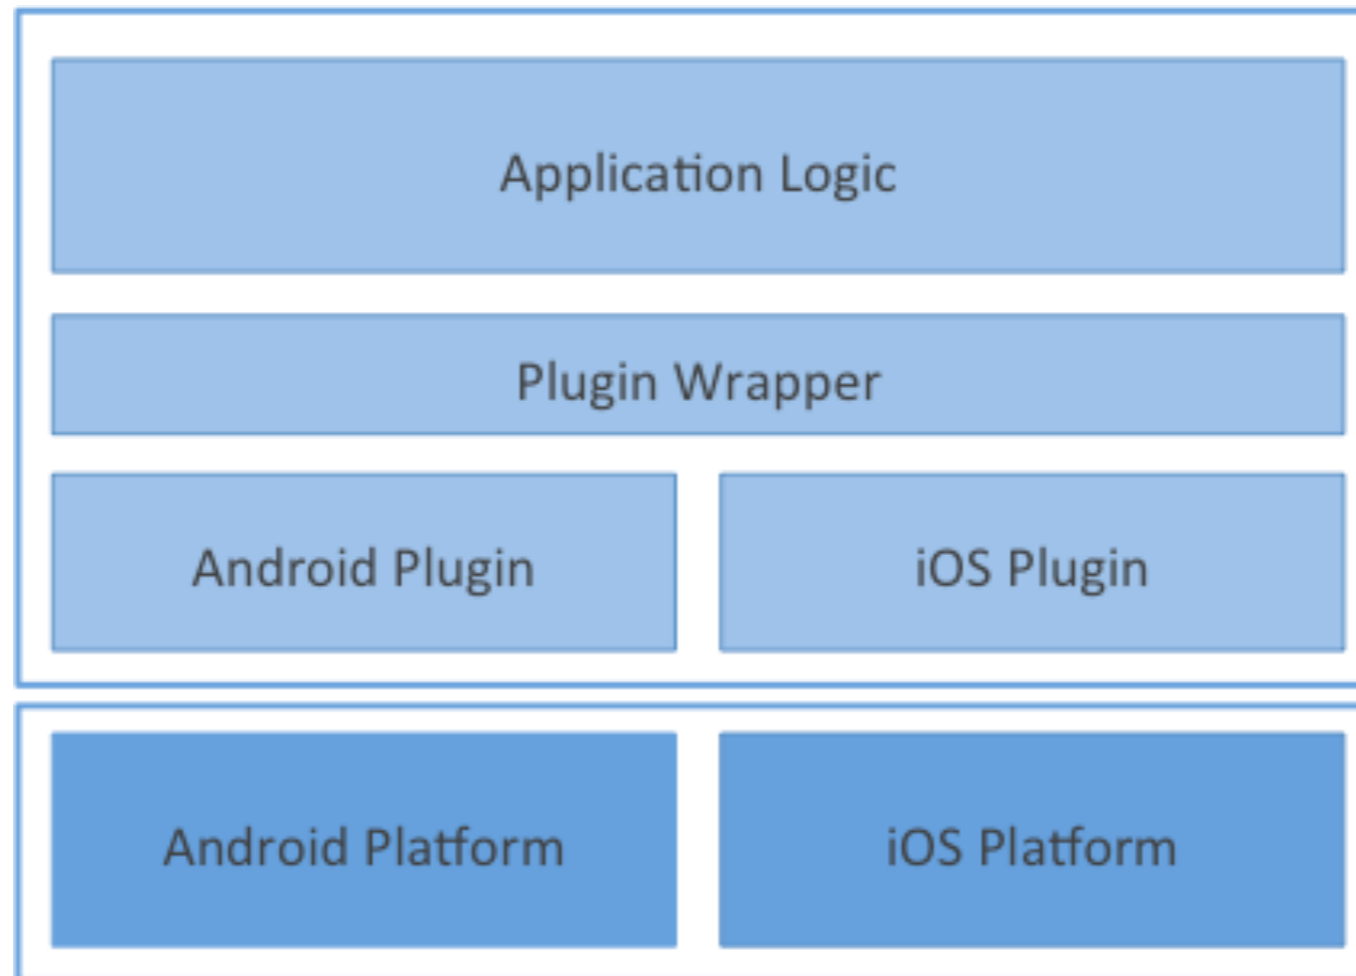 Application Logic
Plugin Wrapper
Android Plugin
iOS Plugin
Android Platform
iOS Platform